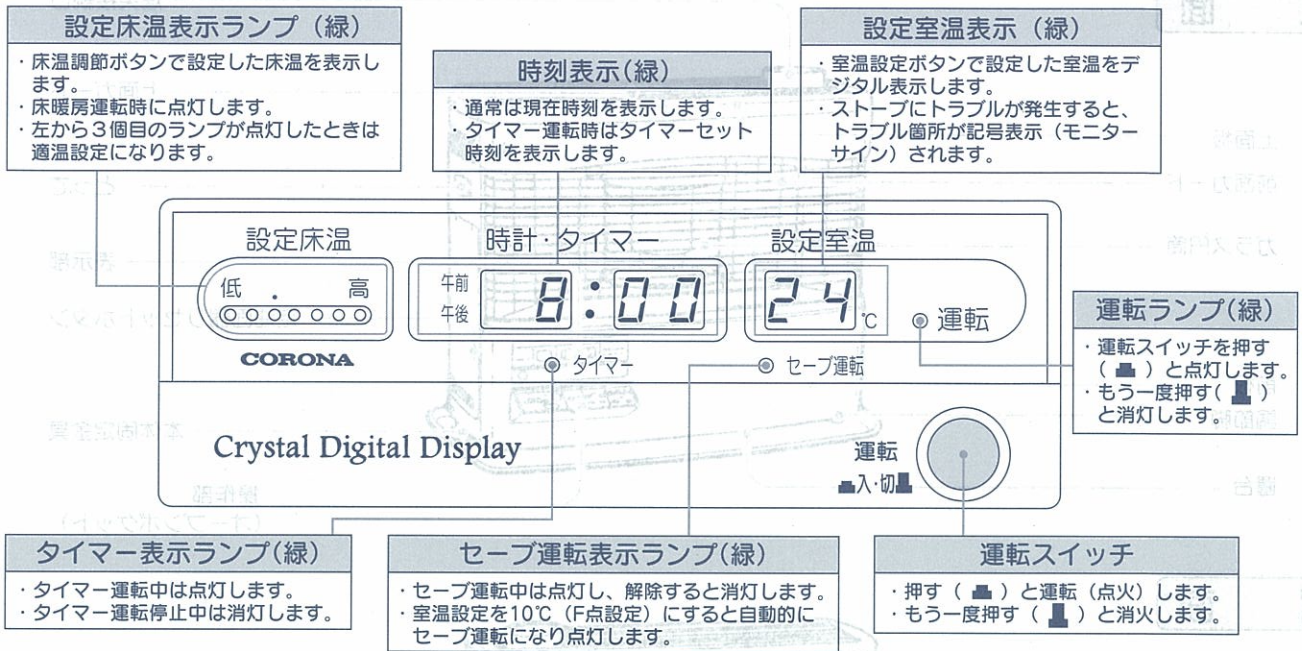 設定床温表示ランプ（緑）
・床温調節ボタンで設定した床温を表示し
ます。
・床暖房運転時に点灯します。
・左から３個目のランプが点灯したときは
適温設定になります。
時刻表示（緑）
・通常は現在時刻を表示します。
・タイマー運転時はタイマーセット
時刻を表示します。
設定室温表示（緑）
・室温設定ボタンで設定した室温をデ
ジタル表示します。
・ストーブにトラブルが発生すると、
トラブル箇所が記号表示（モニター
サイン）されます。
設定床温
低 ・ 高
CORONA
時計・タイマー
午前
午後
8:00
設定室温
24℃
運転
タイマー
セーブ運転
運転ランプ（緑）
・運転スイッチを押す
（ ）と点灯します。
・もう一度押す（ ）
と消灯します。
Crystal Digital Display
運転
入・切
タイマー表示ランプ（緑）
・タイマー運転中は点灯します。
・タイマー運転停止中は消灯します。
セーブ運転表示ランプ（緑）
・セーブ運転中は点灯し、解除すると消灯します。
・室温設定を10℃（F点設定）にすると自動的に
セーブ運転になり点灯します。
運転スイッチ
・押す（ ）と運転（点火）します。
・もう一度押す（ ）と消火します。